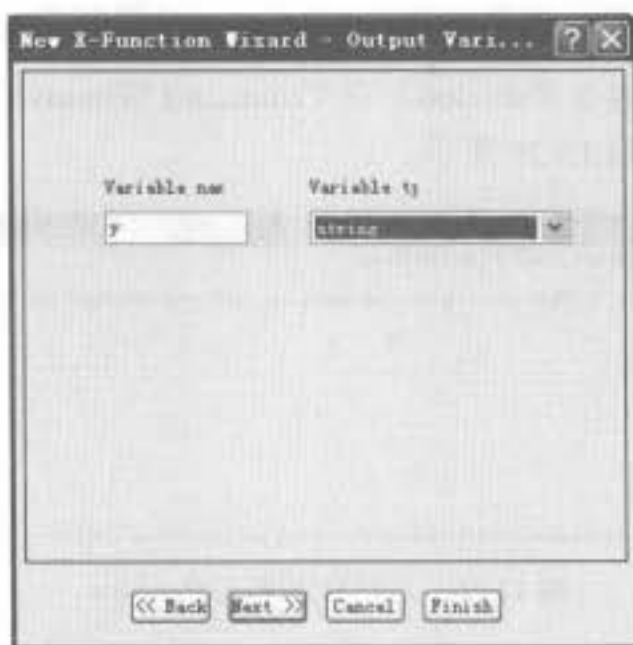 New X-Function Wizard - Output Vari...
Variable nam Variable ty
y string
<< Back Next >> Cancel Finish